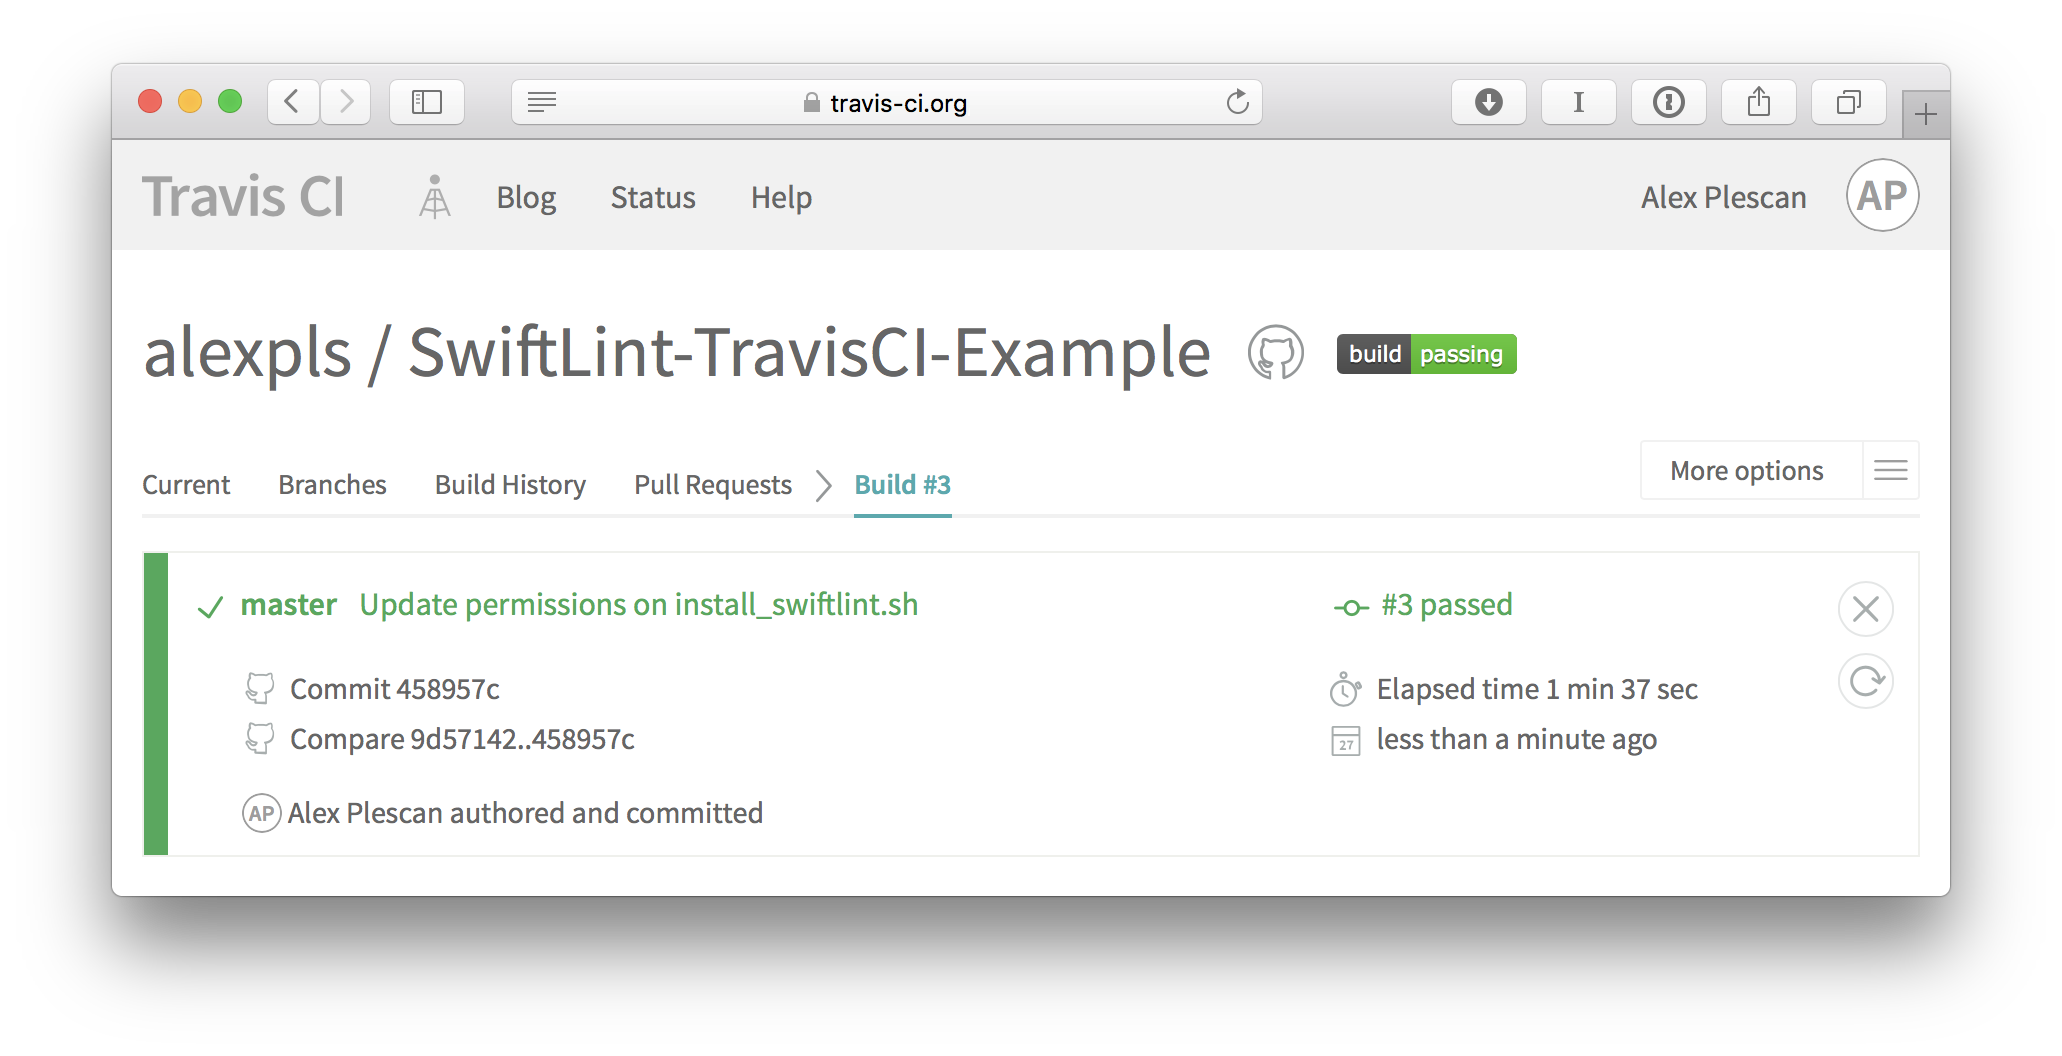 travis-ci.org
Travis CI Blog Status Help Alex Plescan AP
alexpls / SwiftLint-TravisCI-Example build passing
Current Branches Build History Pull Requests Build #3 More options
master Update permissions on install_swiftlint.sh #3 passed
Commit 458957c Elapsed time 1 min 37 sec
Compare 9d57142..458957c 27 less than a minute ago
AP Alex Plescan authored and committed